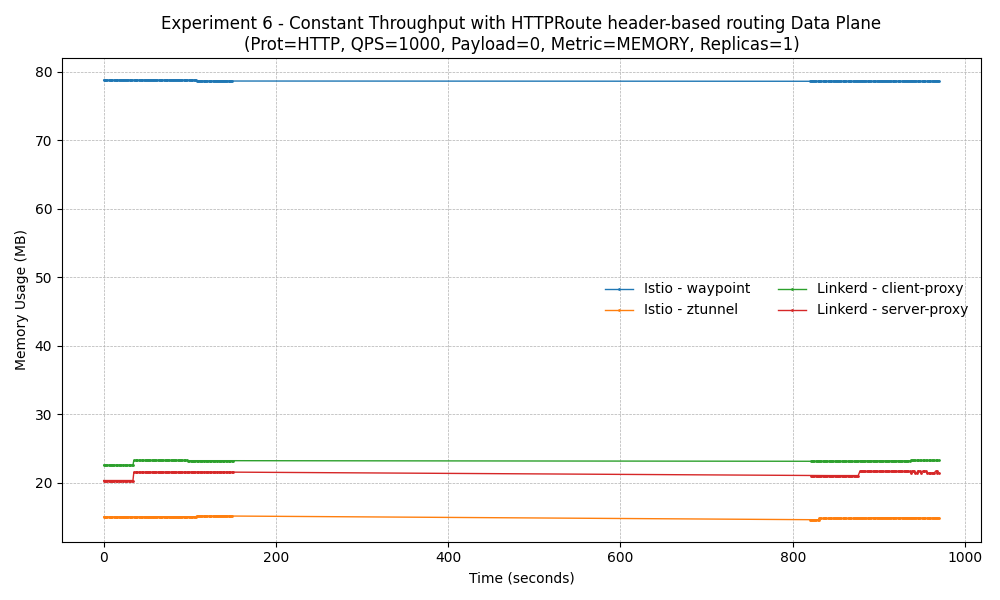 Experiment 6 - Constant Throughput with HTTPRoute header-based routing Data Plane
(Prot=HTTP, QPS=1000, Payload=0, Metric=MEMORY, Replicas=1)
80
70
60
50
40
30
20
Memory Usage (MB)
Istio - waypoint
Istio - ztunnel
Linkerd - client-proxy
Linkerd - server-proxy
0 200 400 600 800 1000
Time (seconds)